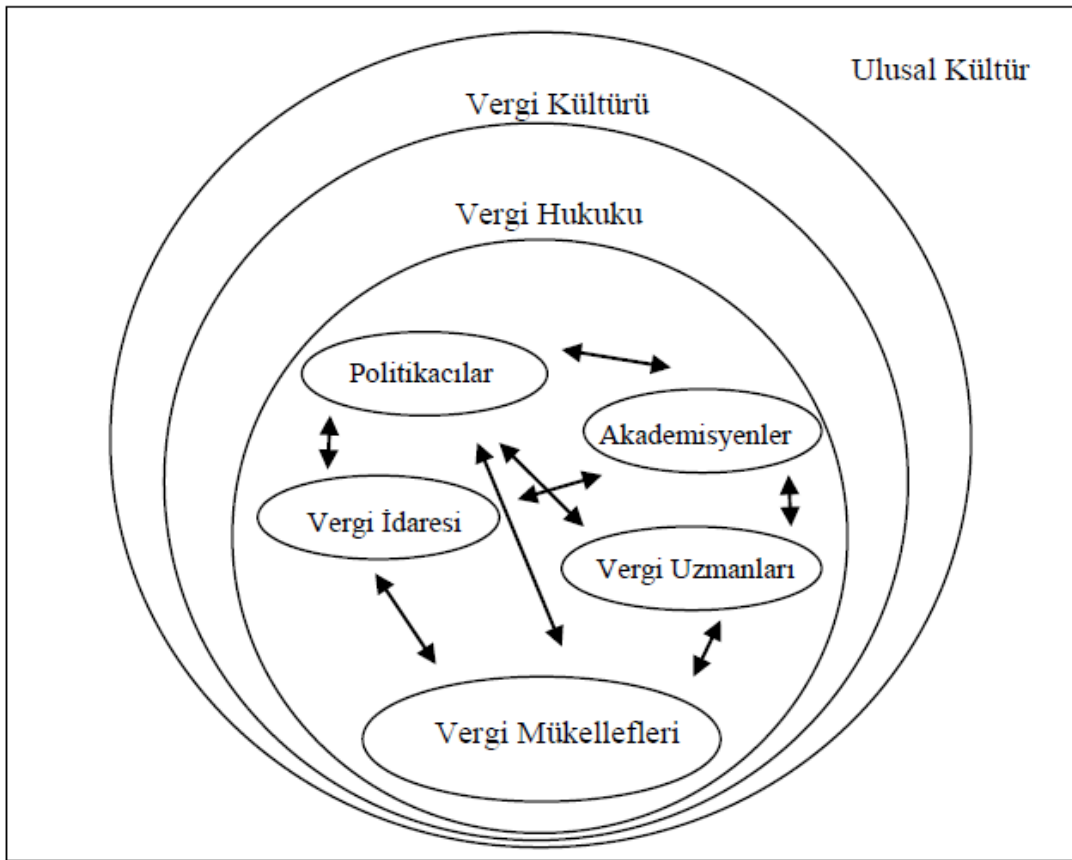 Ulusal Kültür
Vergi Kültürü
Vergi Hukuku
Politikacılar
Akademisyenler
Vergi İdaresi
Vergi Uzmanları
Vergi Mükellefleri